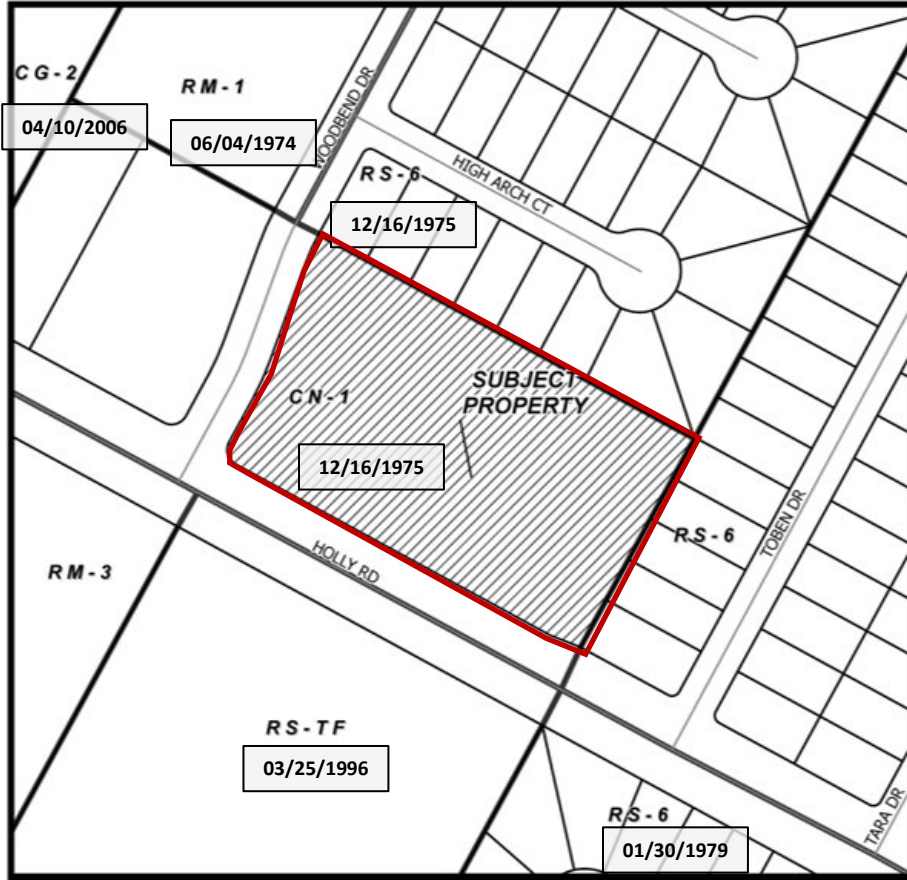 CG-2
RM-1
04/10/2006
06/04/1974
WOODBEND DR
HIGH ARCH CT
RS-6
12/16/1975
SUBJECT
PROPERTY
CN-1
12/16/1975
TOBEN DR
RS-6
HOLLY RD
RM-3
RS-TF
03/25/1996
RS-6
01/30/1979
TARA DR